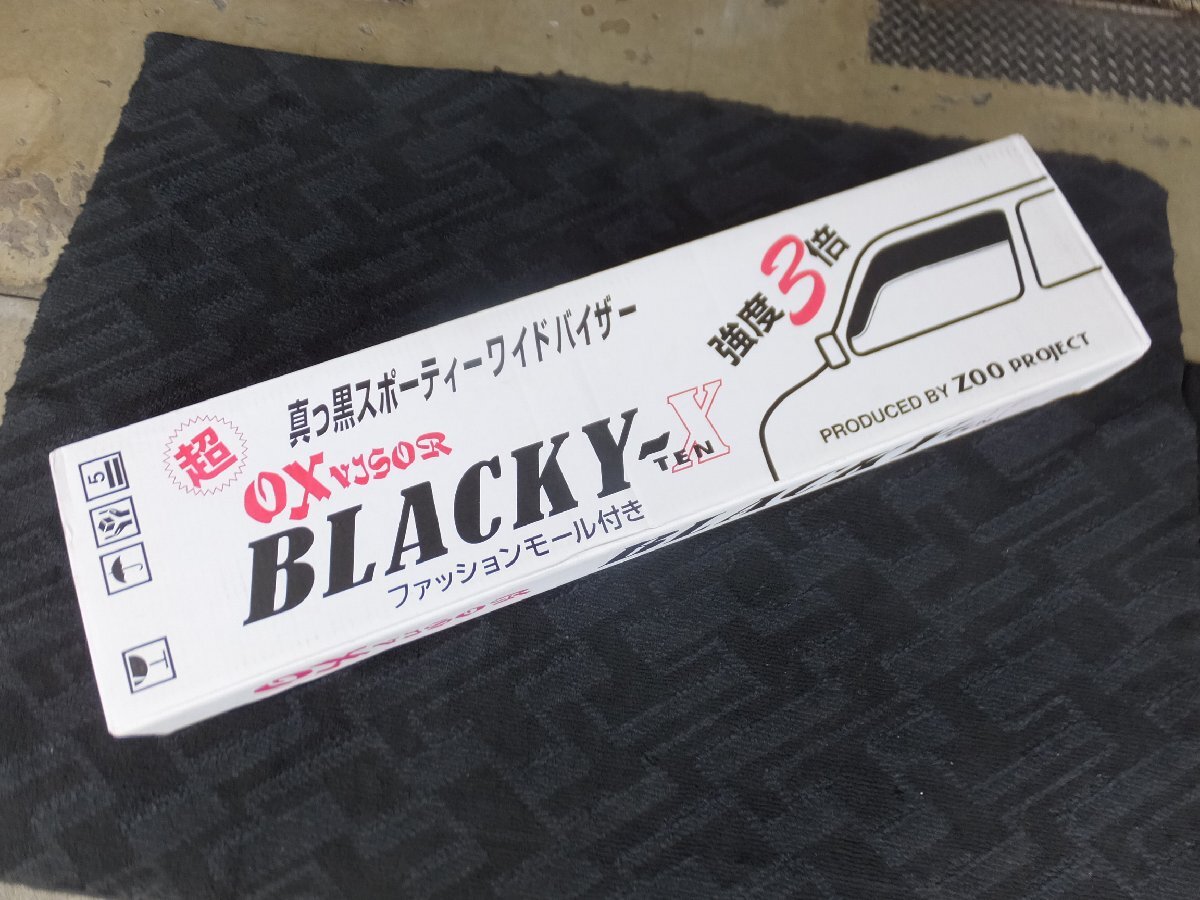 超
真っ黒スポーティーワイドバイザー
OX VISOR
BLACKY-X
TEN
ファッションモール付き
強度3倍
PRODUCED BY ZOO PROJECT
5
OX VISOR